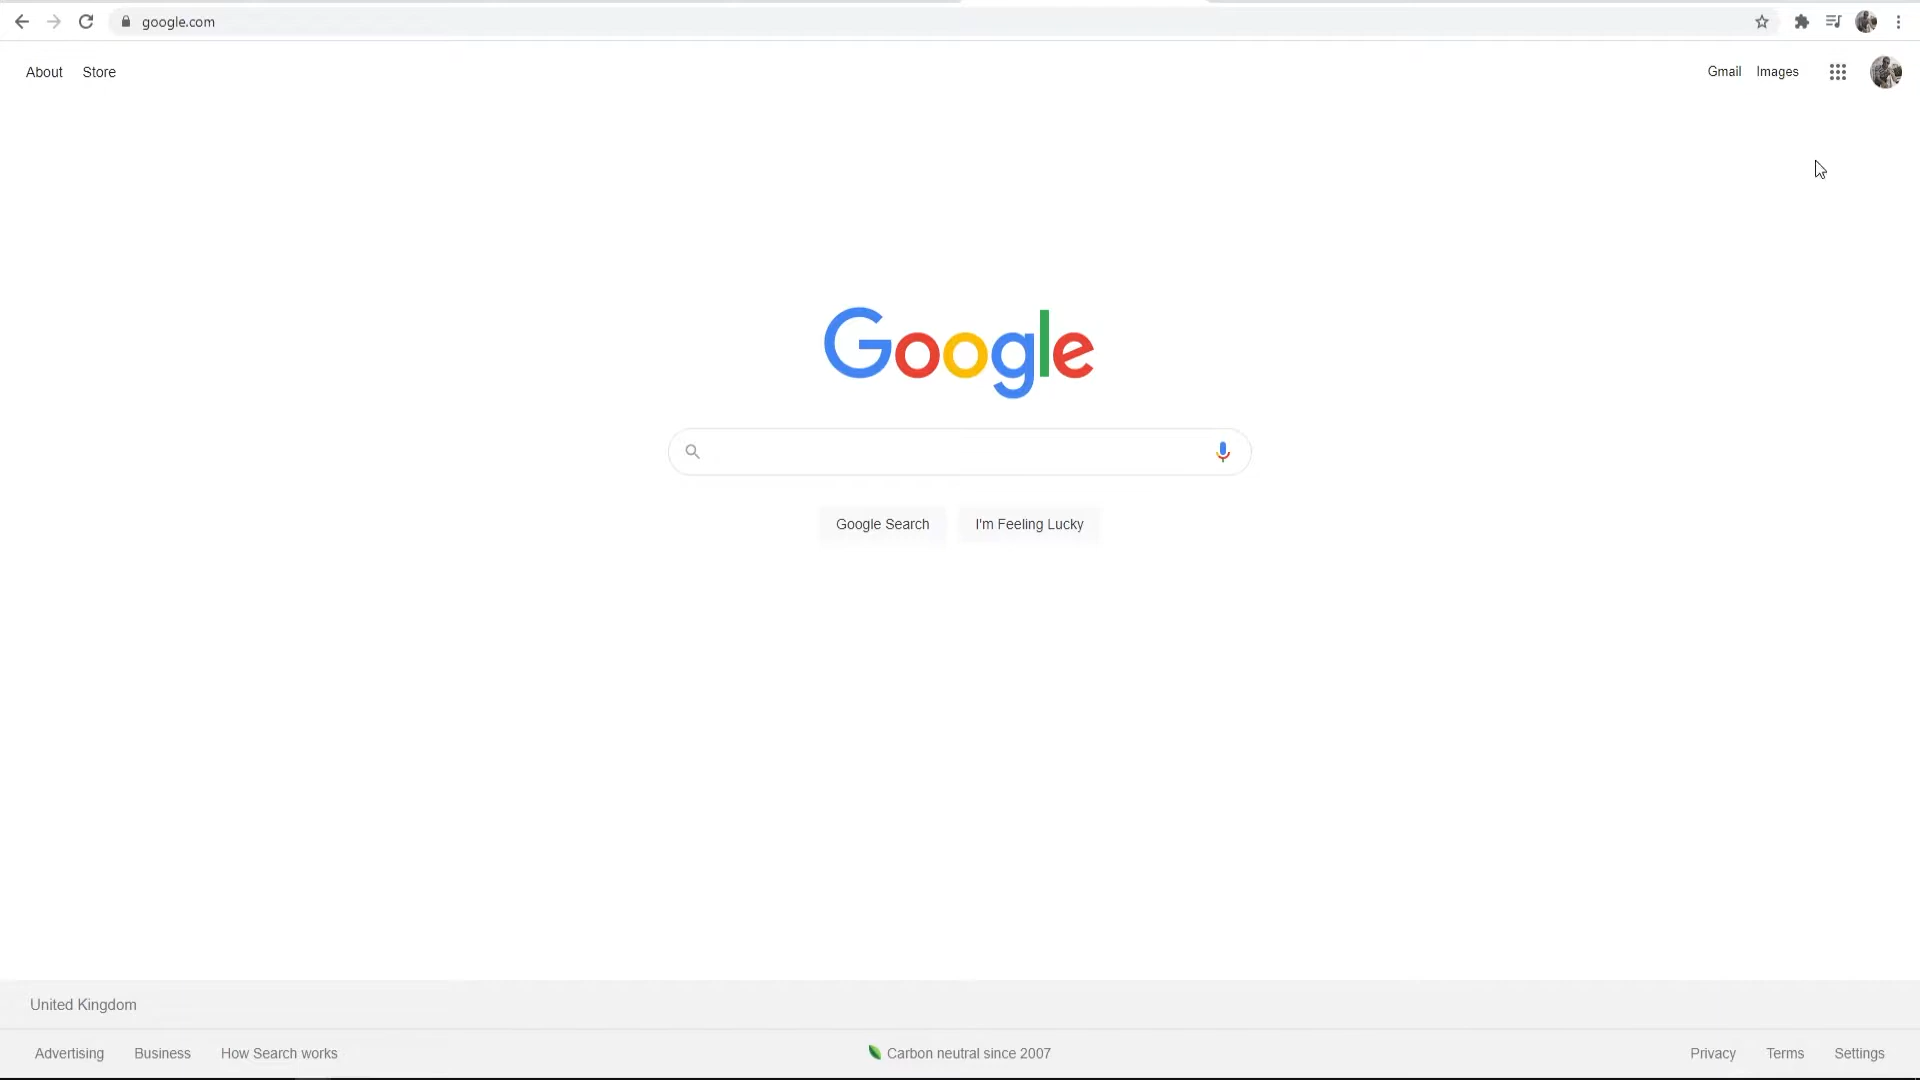 google.com
About Store Gmail Images
Google
Google Search I'm Feeling Lucky
United Kingdom
Advertising Business How Search works Carbon neutral since 2007 Privacy Terms Settings